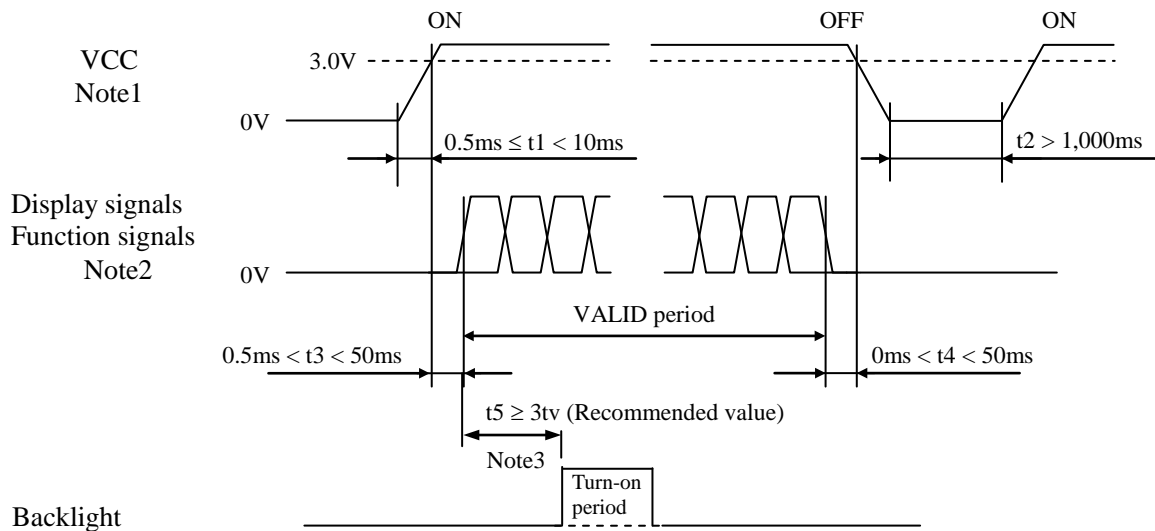 ON OFF ON
VCC
Note1
3.0V
0V
0.5ms ≤ t1 < 10ms
t2 > 1,000ms
Display signals
Function signals
Note2
0V
VALID period
0.5ms < t3 < 50ms
0ms < t4 < 50ms
t5 ≥ 3tv (Recommended value)
Note3
Turn-on
period
Backlight